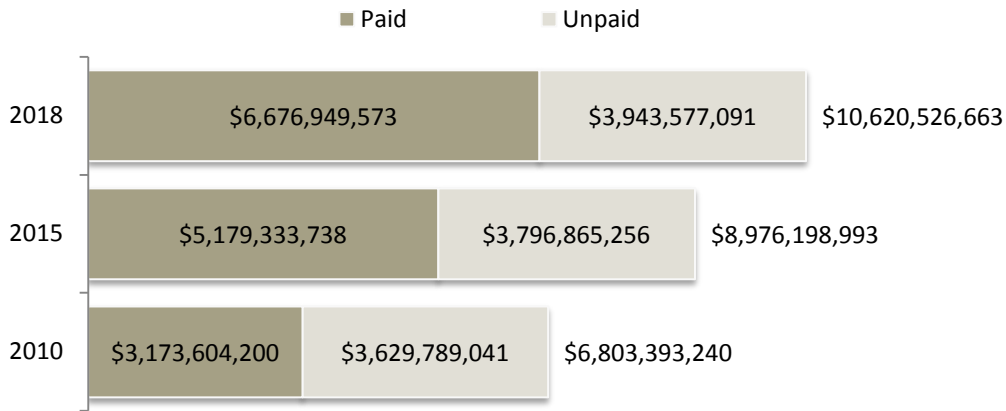 Paid Unpaid
2018 $6,676,949,573 $3,943,577,091 $10,620,526,663
2015 $5,179,333,738 $3,796,865,256 $8,976,198,993
2010 $3,173,604,200 $3,629,789,041 $6,803,393,240